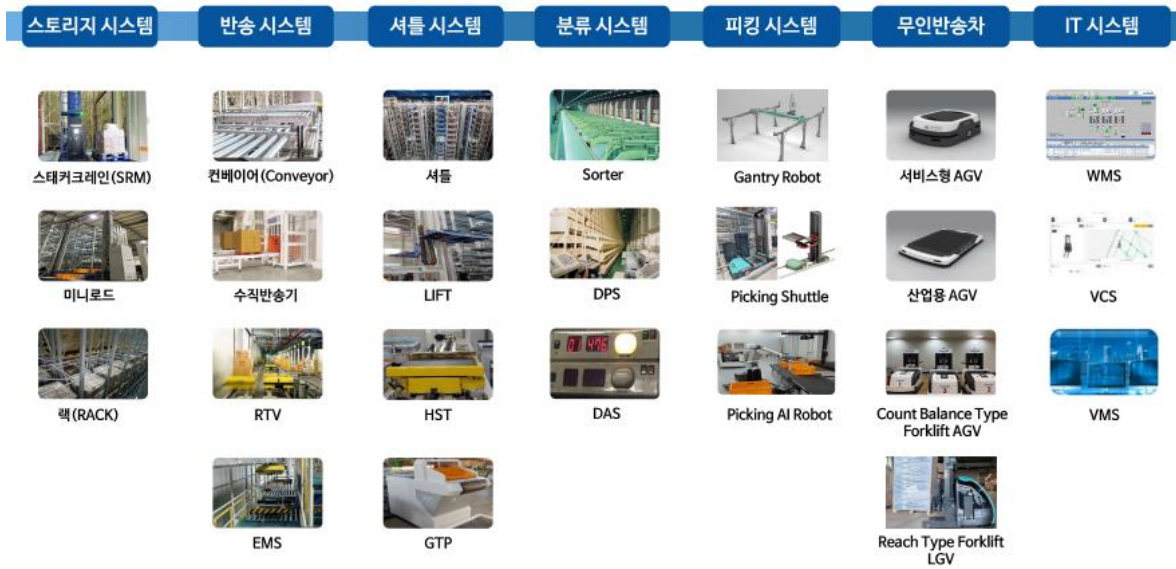 스토리지 시스템
반송 시스템
셔틀 시스템
분류 시스템
피킹 시스템
무인반송차
IT 시스템
스태커크레인(SRM)
컨베이어(Conveyor)
셔틀
Sorter
Gantry Robot
서비스형 AGV
WMS
미니로드
수직반송기
LIFT
DPS
Picking Shuttle
산업용 AGV
VCS
랙(RACK)
RTV
HST
DAS
Picking AI Robot
Count Balance Type
Forklift AGV
VMS
EMS
GTP
Reach Type Forklift
LGV